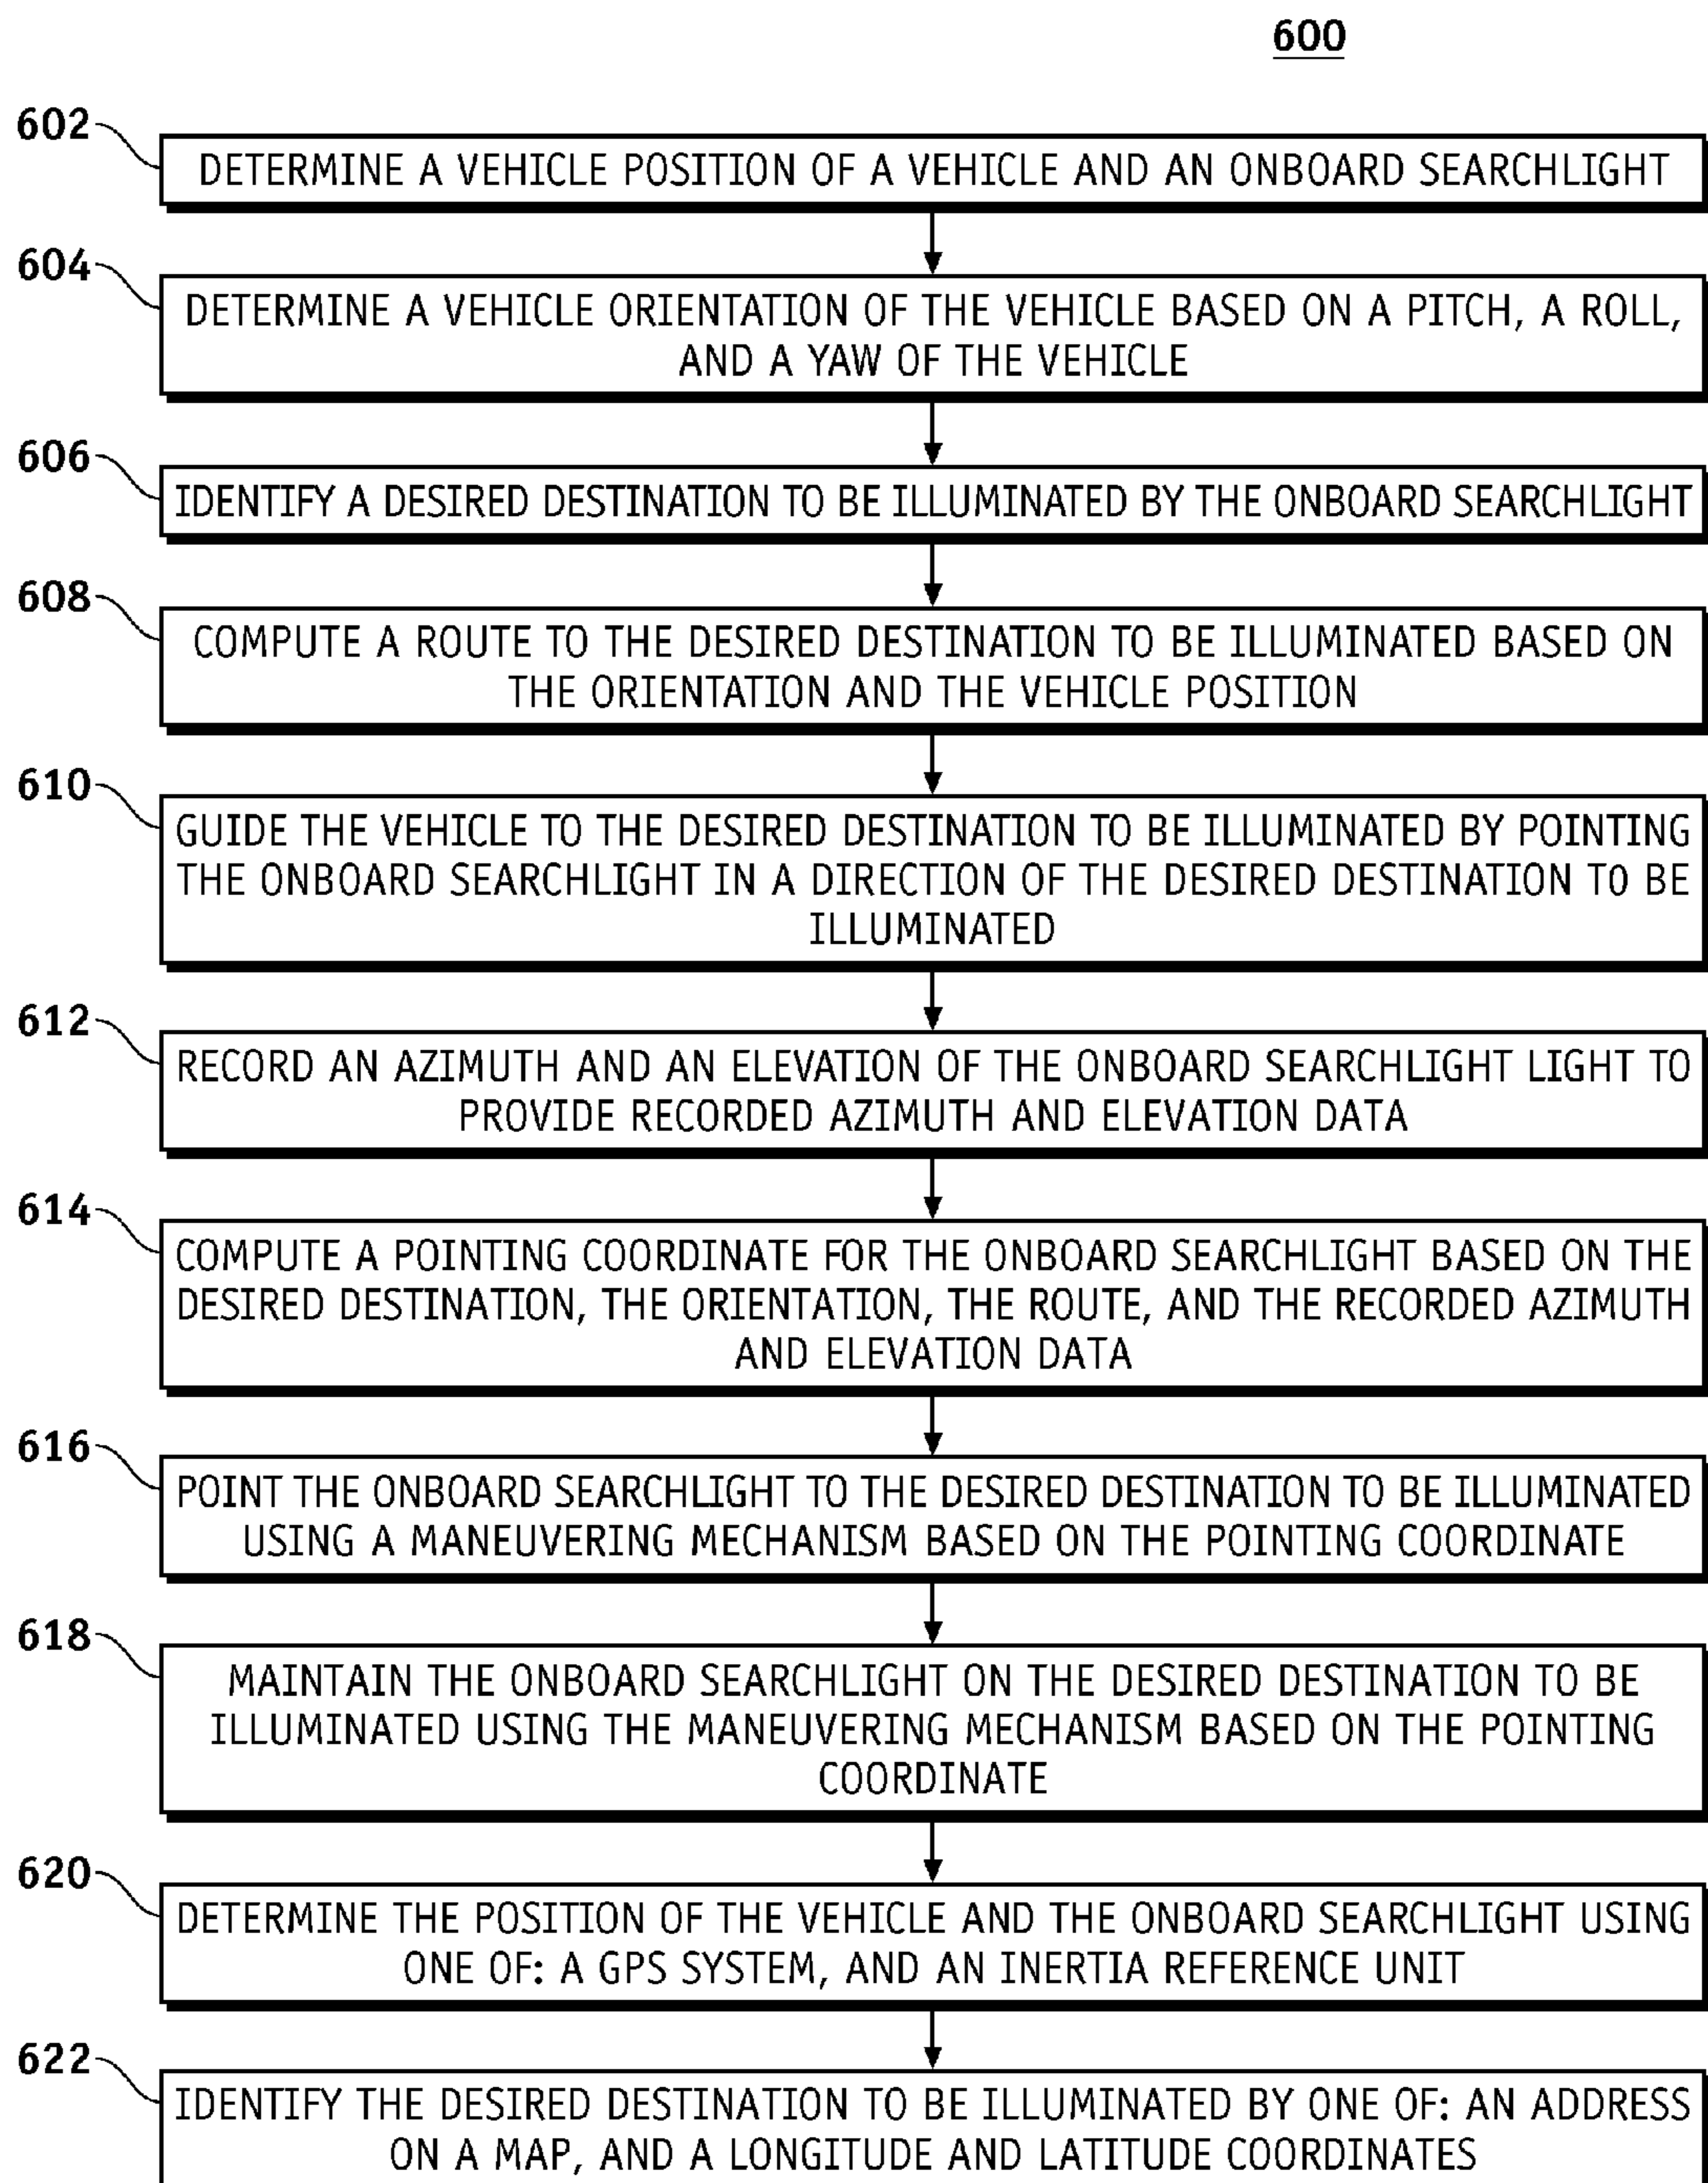 600
602
DETERMINE A VEHICLE POSITION OF A VEHICLE AND AN ONBOARD SEARCHLIGHT
604
DETERMINE A VEHICLE ORIENTATION OF THE VEHICLE BASED ON A PITCH, A ROLL,
AND A YAW OF THE VEHICLE
606
IDENTIFY A DESIRED DESTINATION TO BE ILLUMINATED BY THE ONBOARD SEARCHLIGHT
608
COMPUTE A ROUTE TO THE DESIRED DESTINATION TO BE ILLUMINATED BASED ON
THE ORIENTATION AND THE VEHICLE POSITION
610
GUIDE THE VEHICLE TO THE DESIRED DESTINATION TO BE ILLUMINATED BY POINTING
THE ONBOARD SEARCHLIGHT IN A DIRECTION OF THE DESIRED DESTINATION TO BE
ILLUMINATED
612
RECORD AN AZIMUTH AND AN ELEVATION OF THE ONBOARD SEARCHLIGHT LIGHT TO
PROVIDE RECORDED AZIMUTH AND ELEVATION DATA
614
COMPUTE A POINTING COORDINATE FOR THE ONBOARD SEARCHLIGHT BASED ON THE
DESIRED DESTINATION, THE ORIENTATION, THE ROUTE, AND THE RECORDED AZIMUTH
AND ELEVATION DATA
616
POINT THE ONBOARD SEARCHLIGHT TO THE DESIRED DESTINATION TO BE ILLUMINATED
USING A MANEUVERING MECHANISM BASED ON THE POINTING COORDINATE
618
MAINTAIN THE ONBOARD SEARCHLIGHT ON THE DESIRED DESTINATION TO BE
ILLUMINATED USING THE MANEUVERING MECHANISM BASED ON THE POINTING
COORDINATE
620
DETERMINE THE POSITION OF THE VEHICLE AND THE ONBOARD SEARCHLIGHT USING
ONE OF: A GPS SYSTEM, AND AN INERTIA REFERENCE UNIT
622
IDENTIFY THE DESIRED DESTINATION TO BE ILLUMINATED BY ONE OF: AN ADDRESS
ON A MAP, AND A LONGITUDE AND LATITUDE COORDINATES